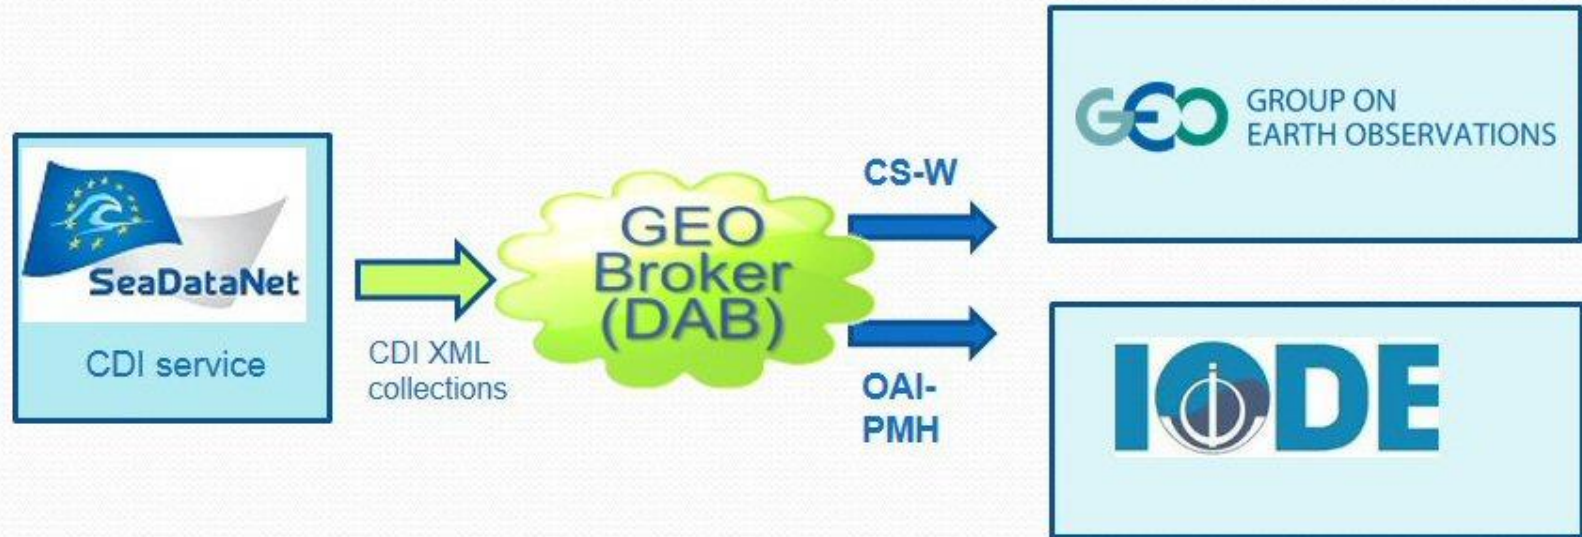 SeaDataNet
CDI service
CDI XML
collections
GEO
Broker
(DAB)
CS-W
OAI-
PMH
GEO
GROUP ON
EARTH OBSERVATIONS
IODE